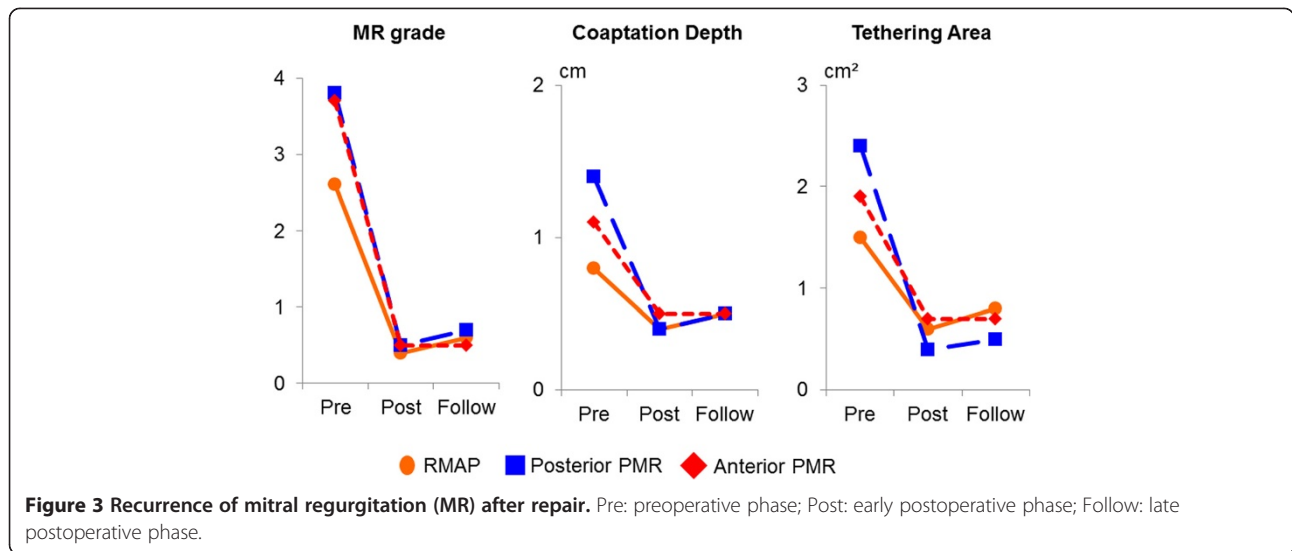 MR grade Coaptation Depth Tethering Area
cm cm²
4 2 3
3
2 1 2
1 1
0 0 0
Pre Post Follow Pre Post Follow Pre Post Follow
RMAP Posterior PMR Anterior PMR
Figure 3 Recurrence of mitral regurgitation (MR) after repair. Pre: preoperative phase; Post: early postoperative phase; Follow: late
postoperative phase.